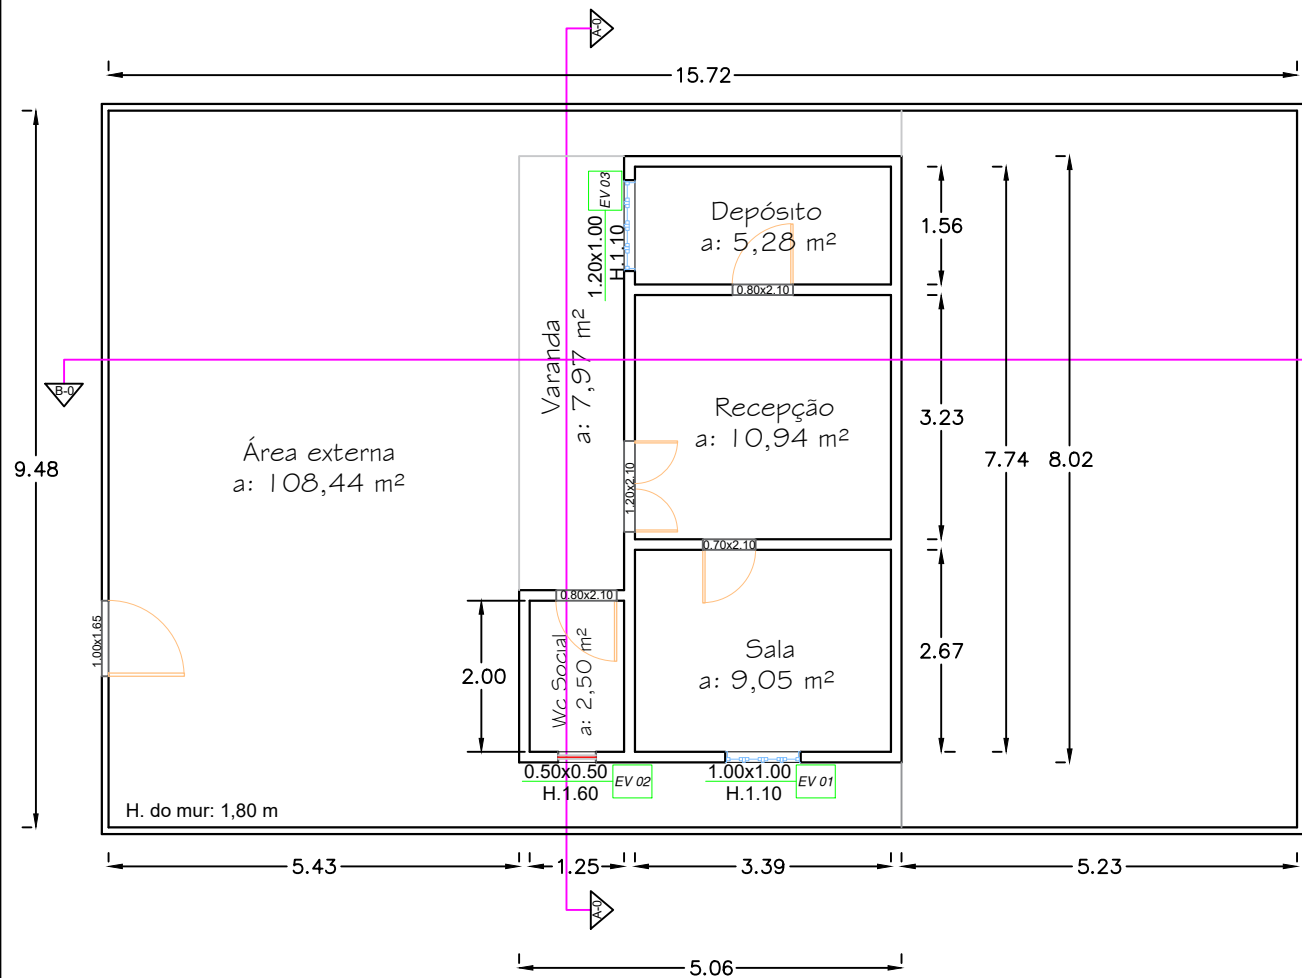 A-0
15.72
EV 03
1.20x1.00
H.1.10
Depósito
a: 5,28 m²
0.80x2.10
1.56
Varanda
a: 7,97 m²
B-0
Recepção
a: 10,94 m²
3.23
7.74
8.02
9.48
Área externa
a: 108,44 m²
1.20x2.10
0.70x2.10
0.80x2.10
1.00x1.65
2.00
Wc Social
a: 2,50 m²
Sala
a: 9,05 m²
2.67
0.50x0.50
H.1.60
EV 02
1.00x1.00
H.1.10
EV 01
H. do mur: 1,80 m
5.43
1.25
3.39
5.23
A-0
5.06